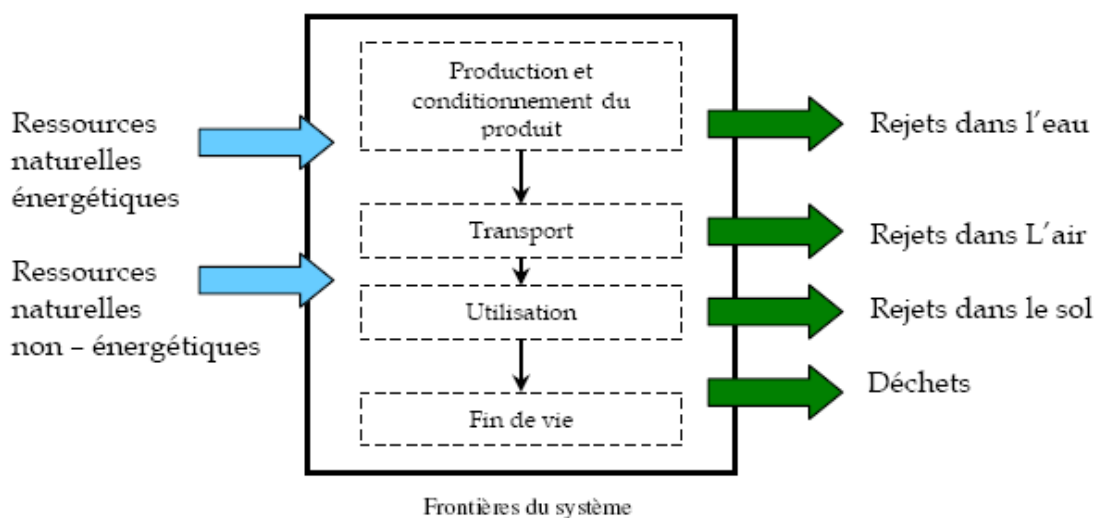 Ressources
naturelles
énergétiques
Ressources
naturelles
non – énergétiques
Production et
conditionnement du
produit
Transport
Utilisation
Fin de vie
Rejets dans l'eau
Rejets dans L'air
Rejets dans le sol
Déchets
Frontières du système